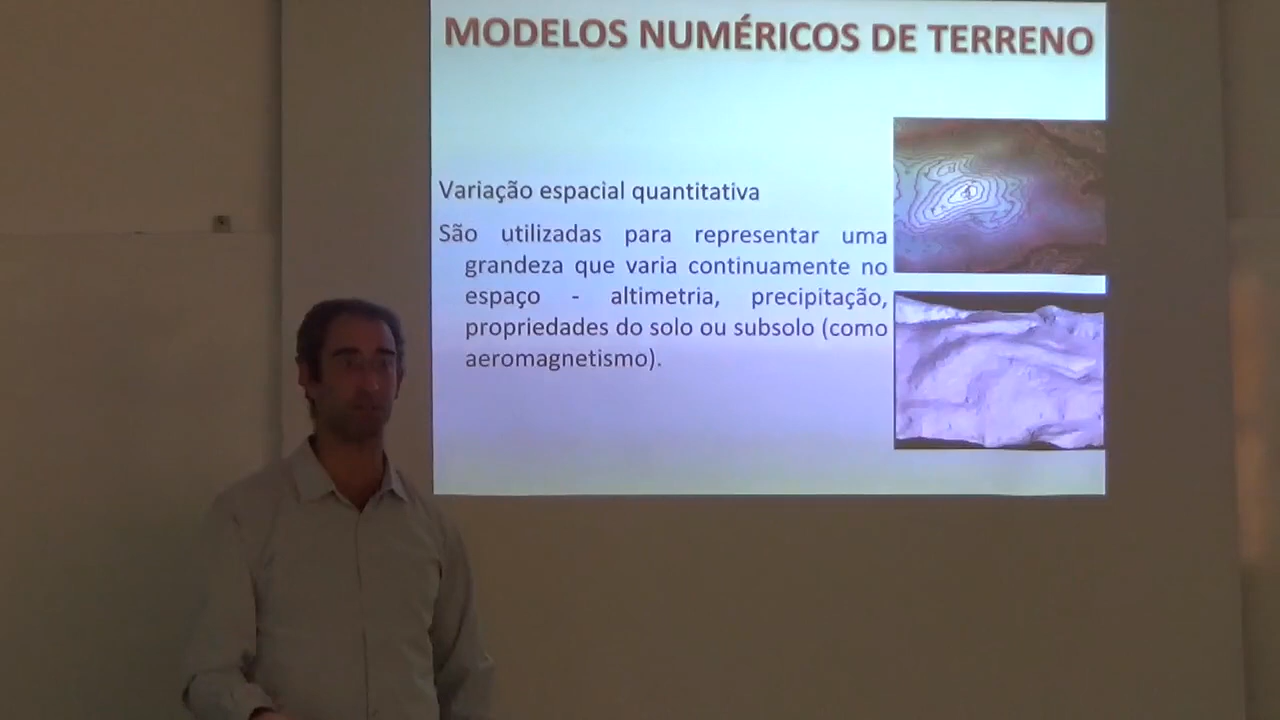 MODELOS NUMÉRICOS DE TERRENO
Variação espacial quantitativa
São utilizadas para representar uma
grandeza que varia continuamente no
espaço - altimetria, precipitação,
propriedades do solo ou subsolo (como
aeromagnetismo).